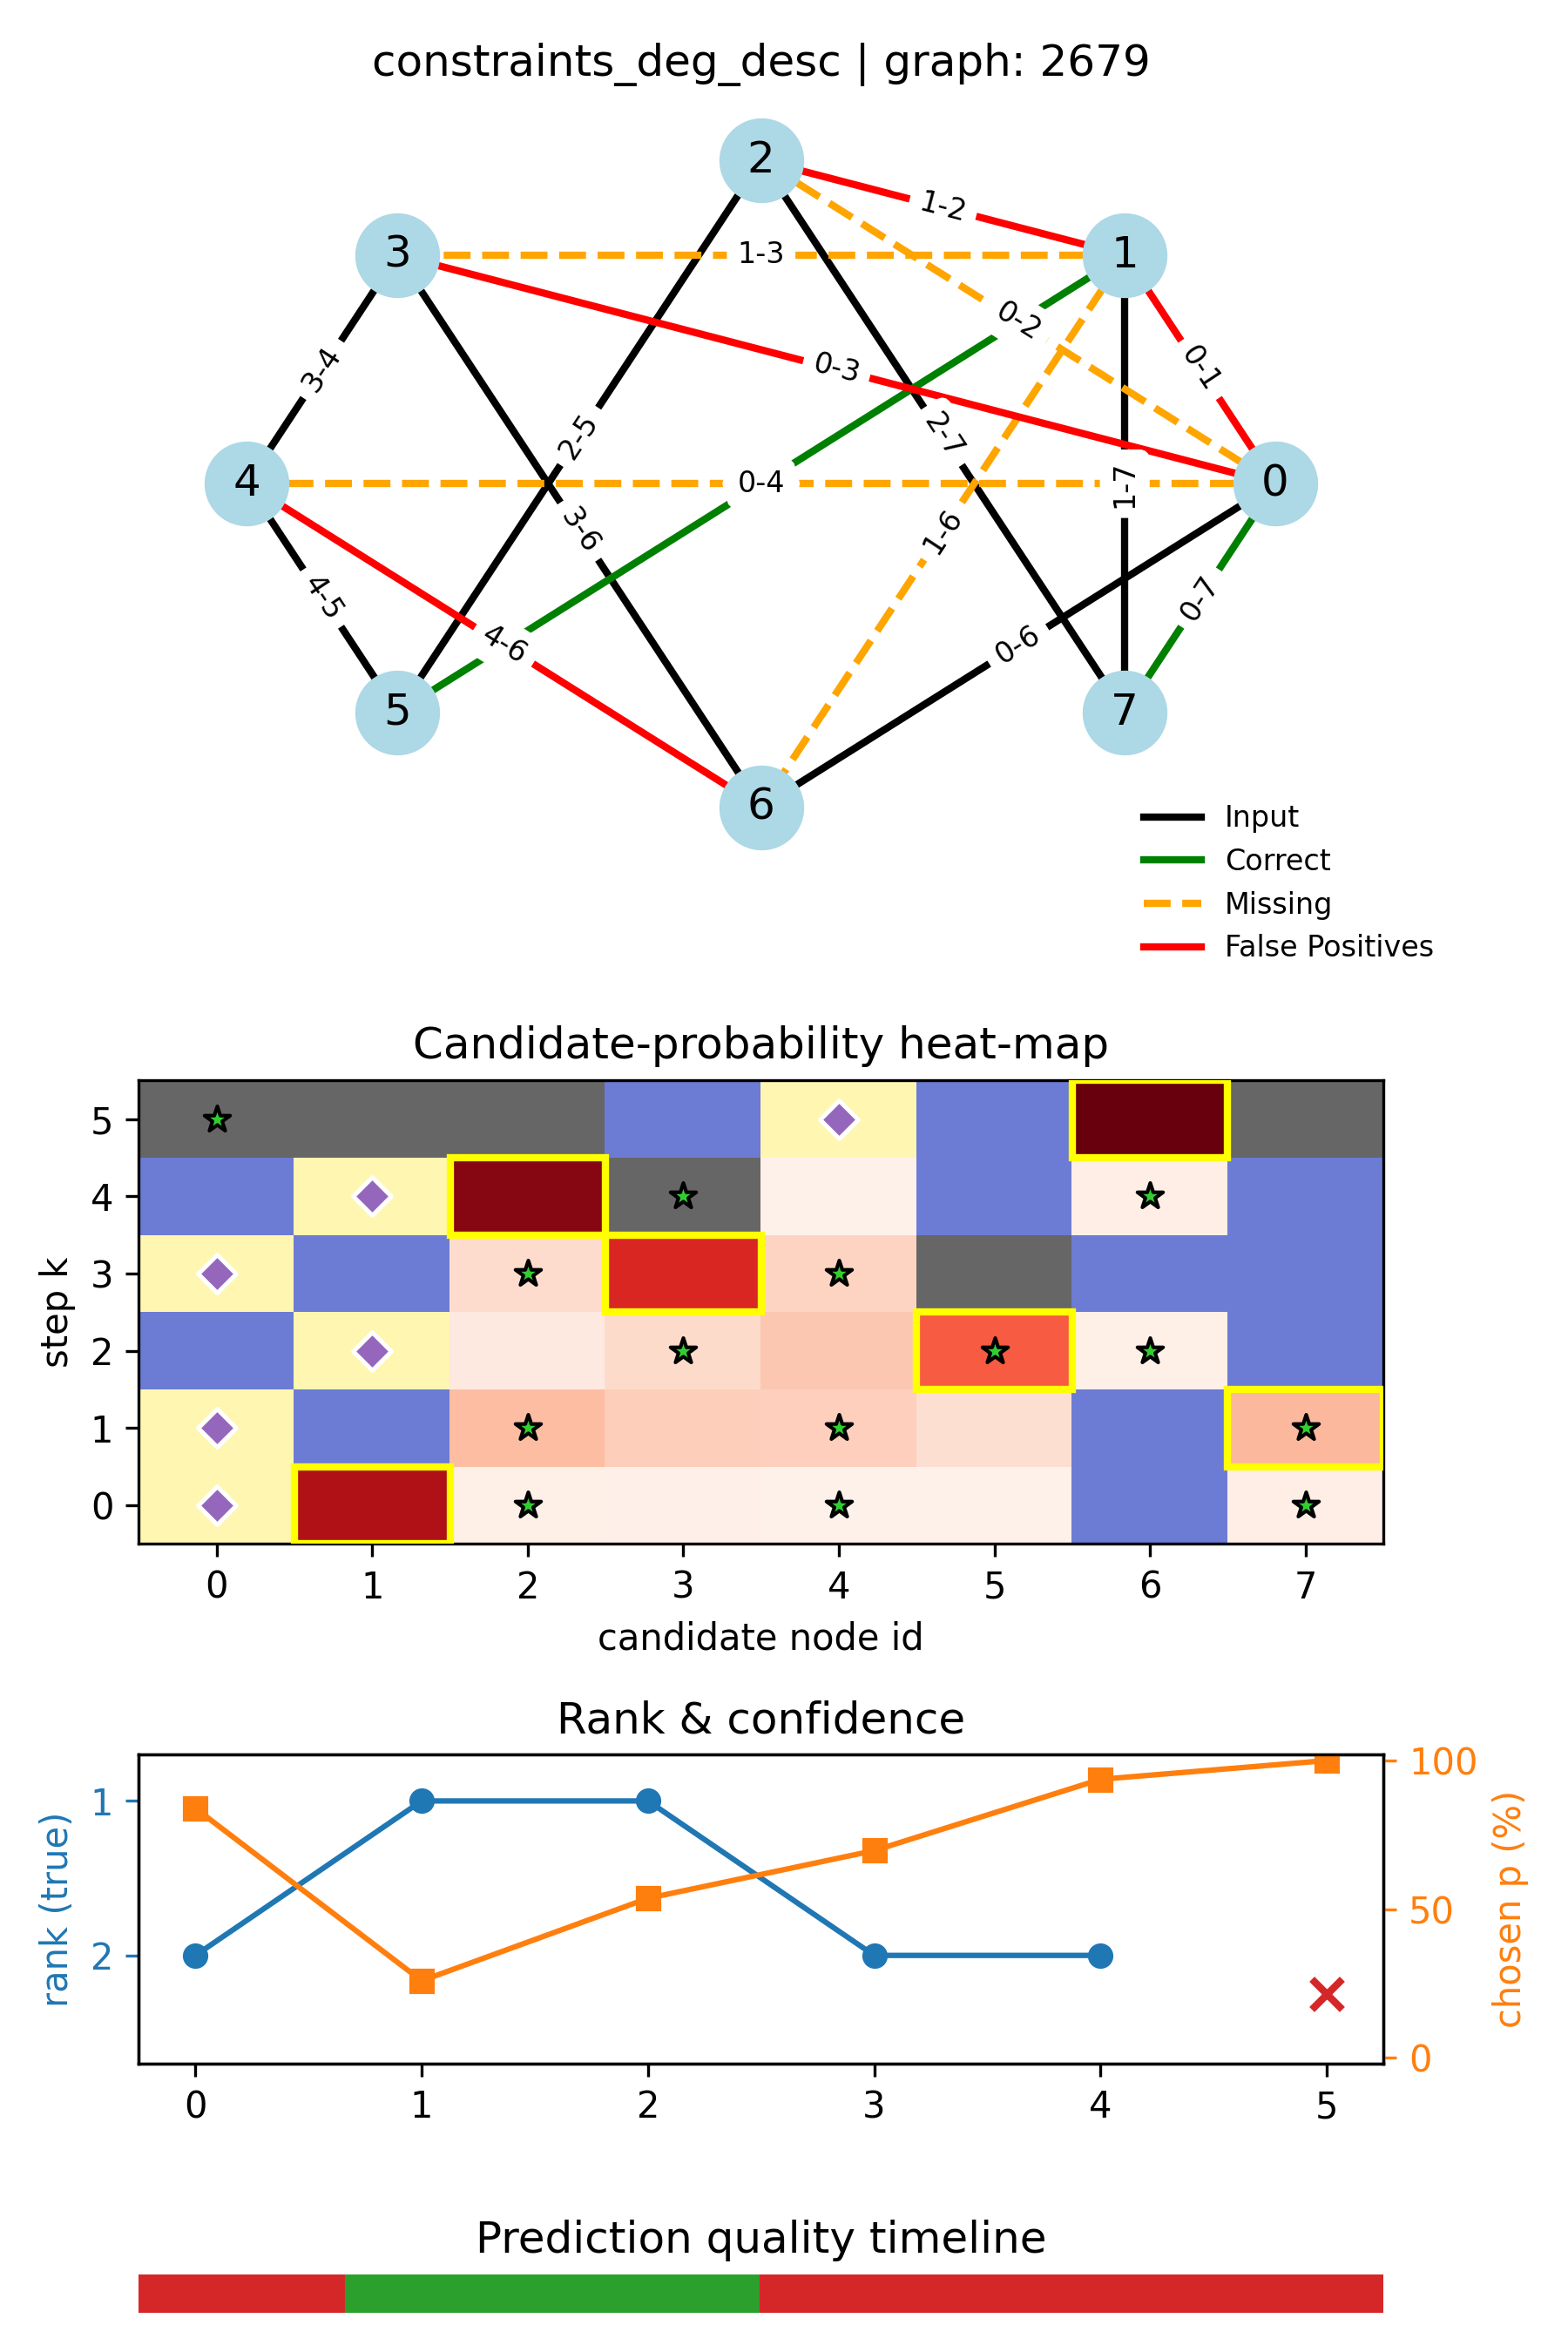 constraints_deg_desc | graph: 2679
2
1-2
3
1-3
1
0-2
3-4
0-3
0-1
2-5
2-7
4
0-4
1-7
0
3-6
1-6
4-5
0-7
4-6
0-6
5
7
6
Input
Correct
Missing
False Positives
Candidate-probability heat-map
5
4
3
2
1
0
step k
0 1 2 3 4 5 6 7
candidate node id
Rank & confidence
1
2
rank (true)
100
50
0
chosen p (%)
0 1 2 3 4 5
Prediction quality timeline